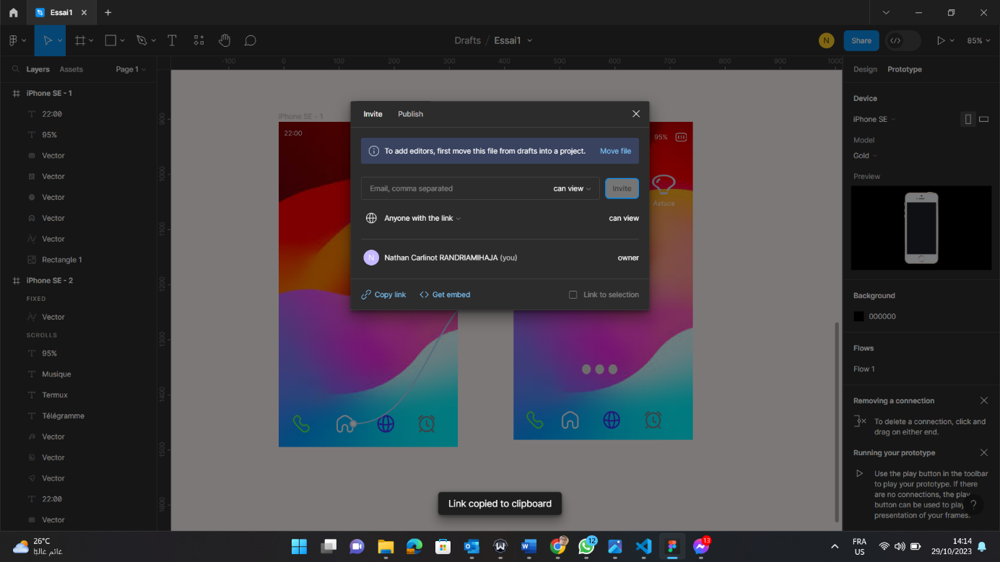 Essai1
Drafts / Essai1
N
Share
85%
Layers
Assets
Page 1
iPhone SE - 1
22:00
95%
Vector
Vector
Vector
Vector
Vector
Rectangle 1
iPhone SE - 2
FIXED
Vector
SCROLLS
95%
Musique
Termux
Télégramme
Vector
Vector
Vector
22:00
Vector
-100 0 100 200 300 400 500 600 700 800 900 1000
900
1000
1100
1200
1300
1400
1500
1600
iPhone SE - 1
22:00
95%
Astuce
Invite
Publish
To add editors, first move this file from drafts into a project.
Move file
Email, comma separated
can view
Invite
Anyone with the link
can view
N
Nathan Carlinot RANDRIAMIHAJA (you)
owner
Copy link
Get embed
Link to selection
Link copied to clipboard
Design
Prototype
Device
iPhone SE
Model
Gold
Preview
Background
000000
Flows
Flow 1
Removing a connection
To delete a connection, click and
drag on either end.
Running your prototype
Use the play button in the toolbar
to play your prototype. If there
are no connections, the play
button can be used to play
presentation of your frames.
?
26°C
غائم غالبًا
12
13
FRA
US
14:14
29/10/2023